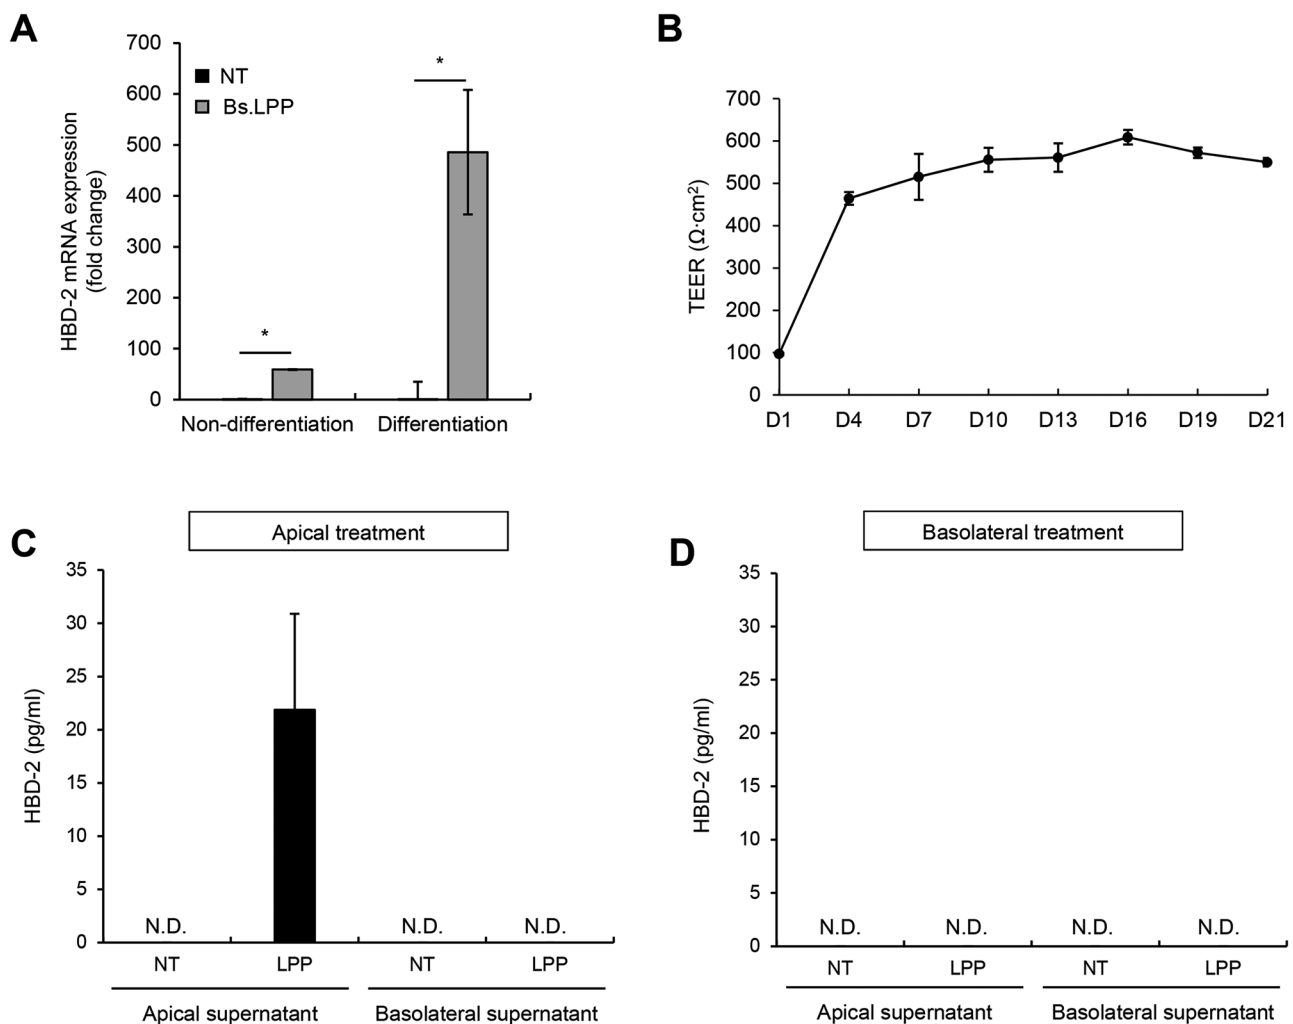 A
HBD-2 mRNA expression
(fold change)
700
600
500
400
300
200
100
0
NT
Bs.LPP
*
*
Non-differentiation
Differentiation
B
TEER (Ω·cm²)
700
600
500
400
300
200
100
0
D1 D4 D7 D10 D13 D16 D19 D21
C
Apical treatment
HBD-2 (pg/ml)
35
30
25
20
15
10
5
0
N.D. N.D. N.D.
NT LPP NT LPP
Apical supernatant Basolateral supernatant
D
Basolateral treatment
HBD-2 (pg/ml)
35
30
25
20
15
10
5
0
N.D. N.D. N.D. N.D.
NT LPP NT LPP
Apical supernatant Basolateral supernatant